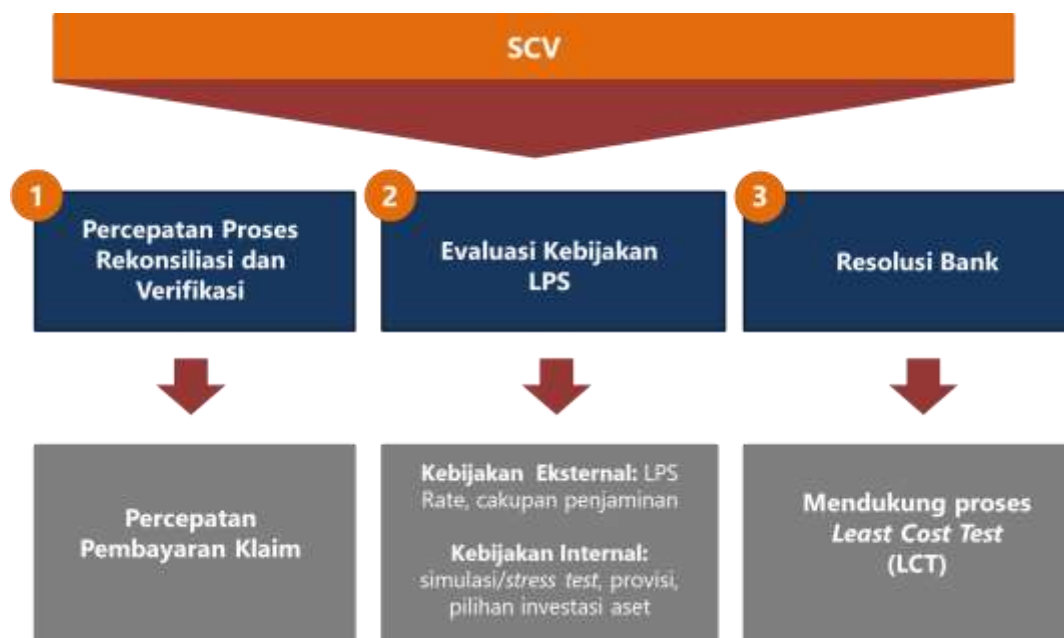 SCV
1
Percepatan Proses
Rekonsiliasi dan
Verifikasi
2
Evaluasi Kebijakan
LPS
3
Resolusi Bank
Percepatan
Pembayaran Klaim
Kebijakan Eksternal: LPS
Rate, cakupan penjaminan
Kebijakan Internal:
simulasi/stress test, provisi,
pilihan investasi aset
Mendukung proses
Least Cost Test
(LCT)